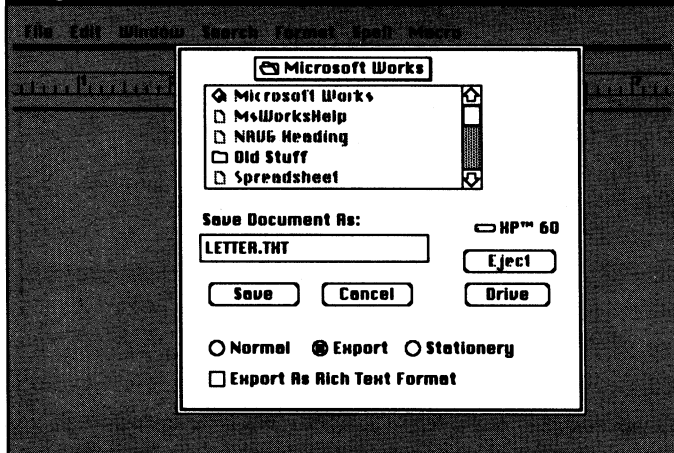 File Edit Window Search Format Spell Macro
Microsoft Works
Microsoft Works
MsWorksHelp
NAVG Heading
Old Stuff
Spreadsheet
Save Document As:
HP™ 60
LETTER.TXT
Eject
Save Cancel Drive
Normal Export Stationery
Export As Rich Text Format